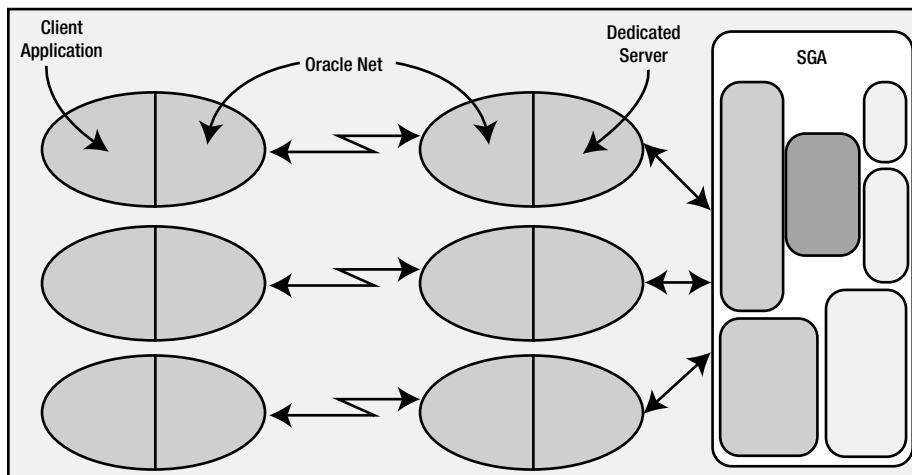 Client
Application
Oracle Net
Dedicated
Server
SGA